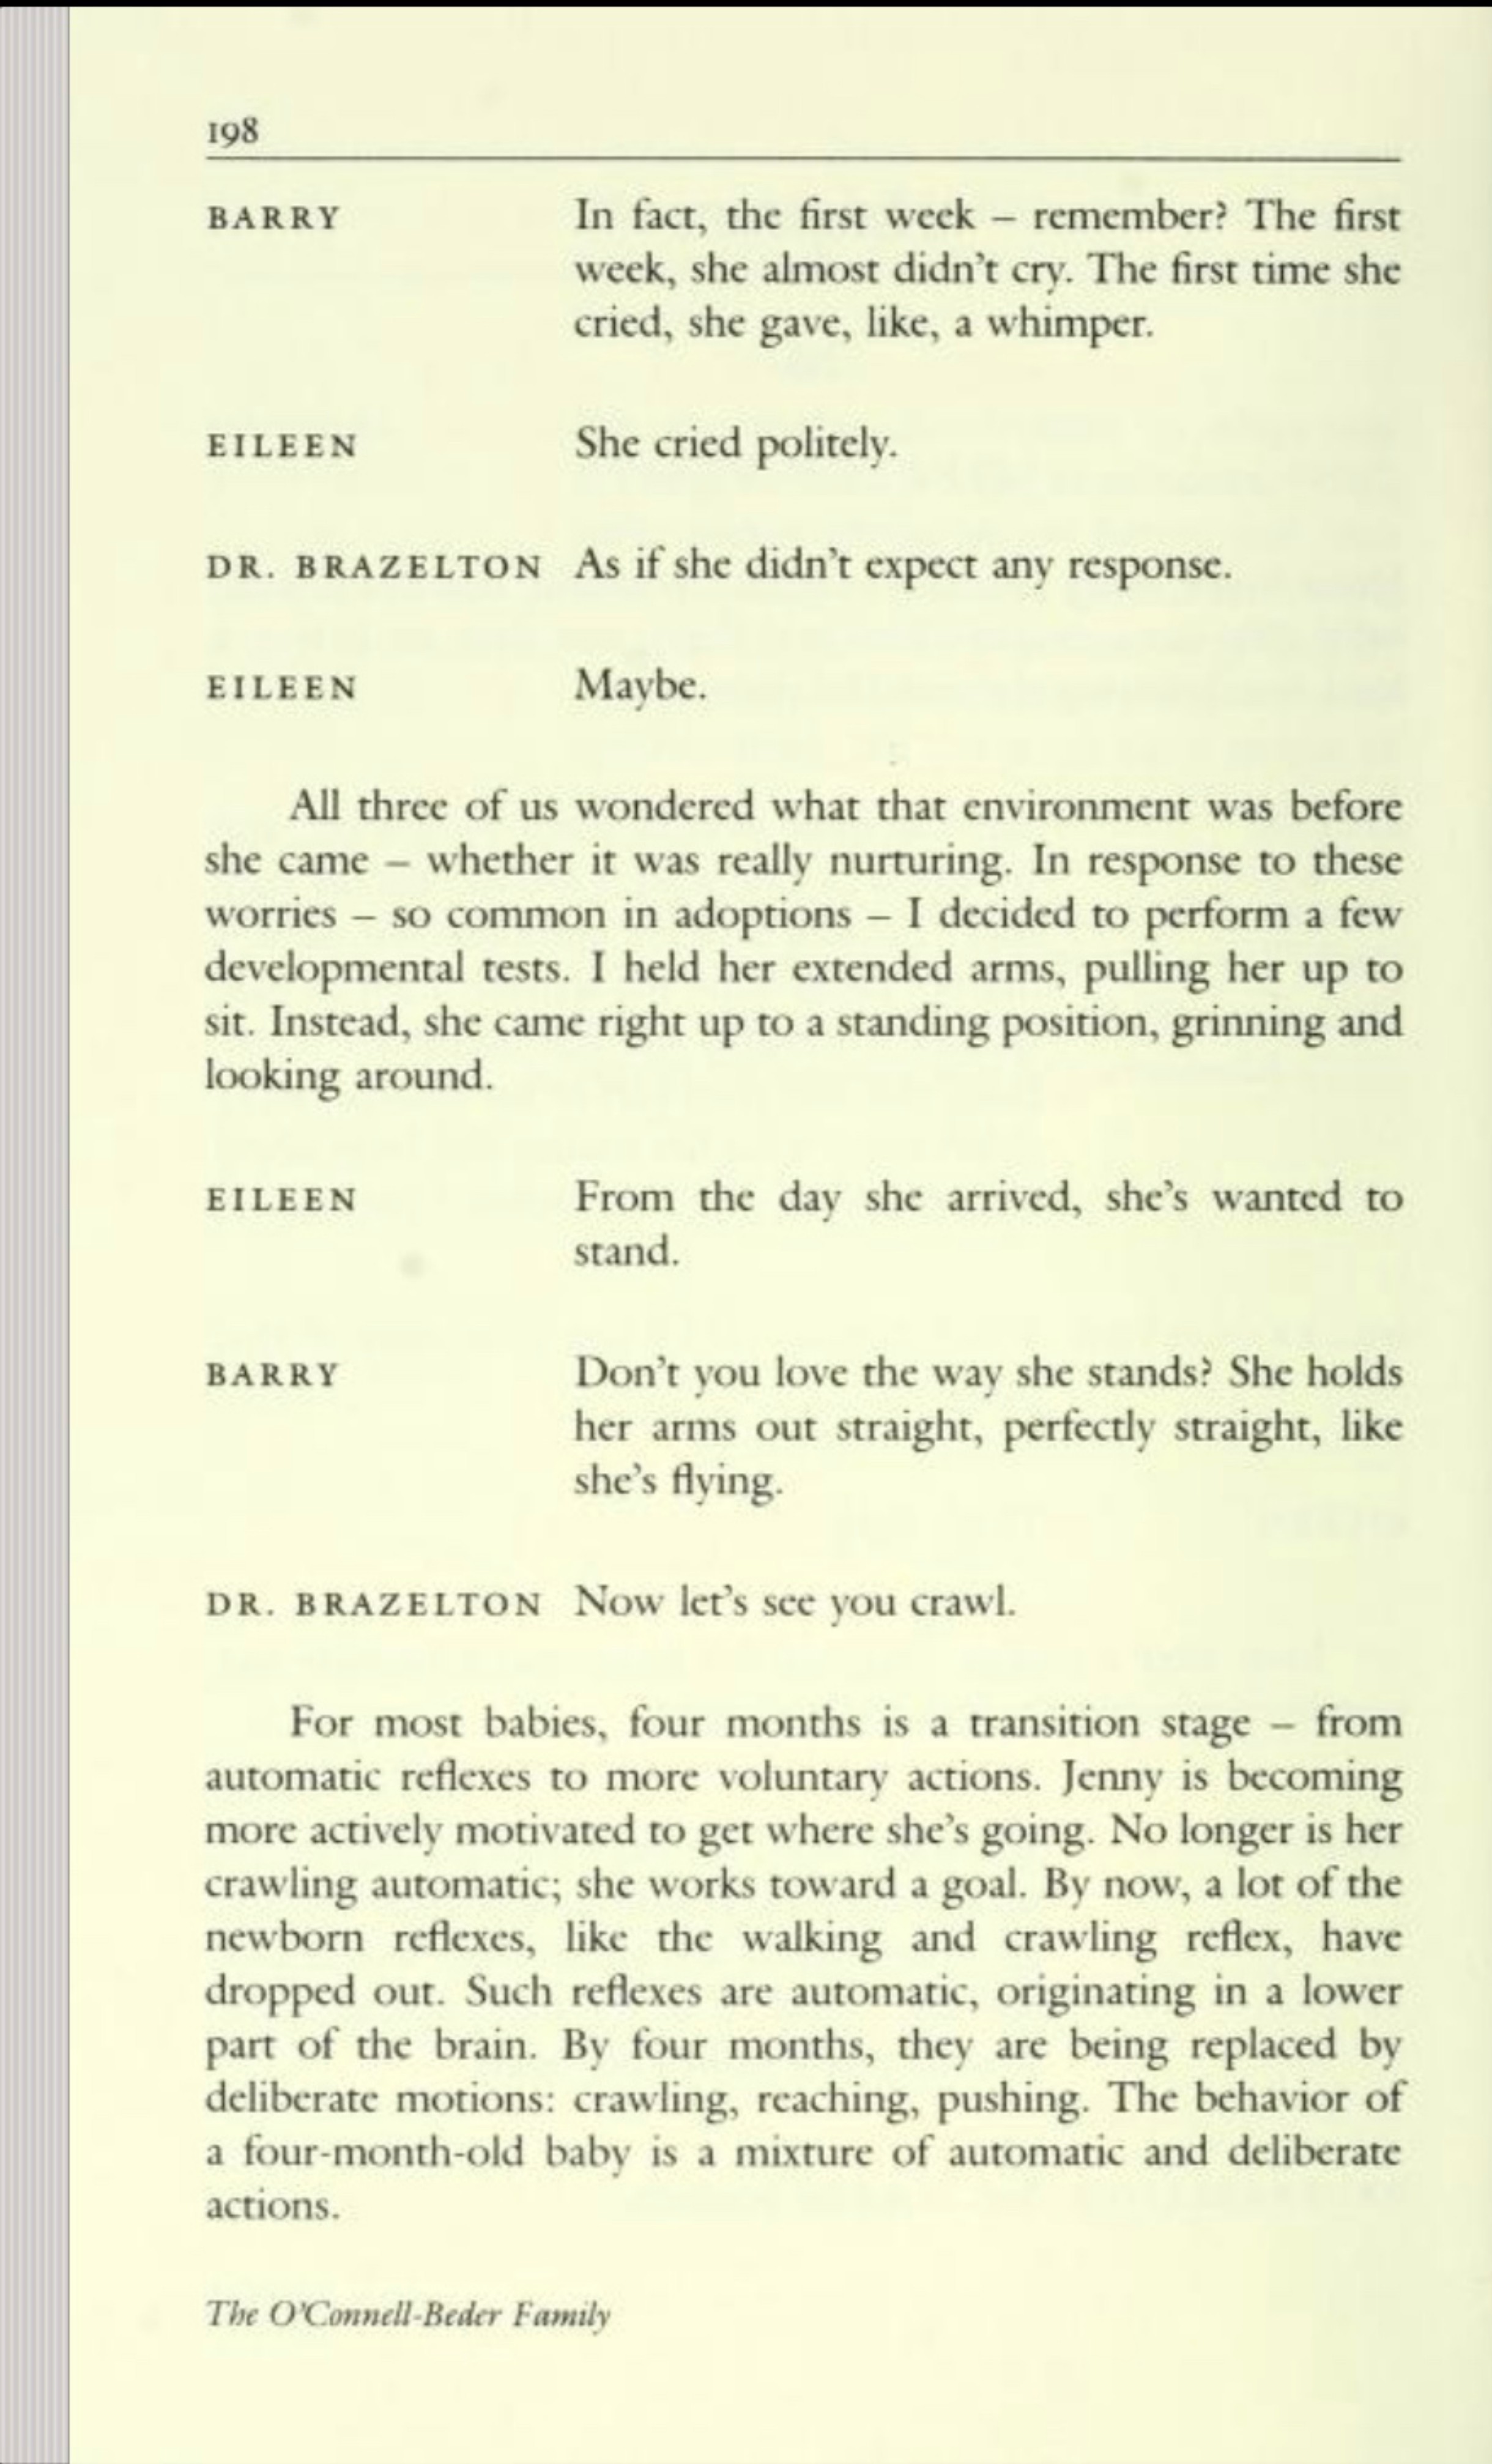 198
BARRY In fact, the first week – remember? The first
week, she almost didn't cry. The first time she
cried, she gave, like, a whimper.
EILEEN She cried politely.
DR. BRAZELTON As if she didn't expect any response.
EILEEN Maybe.
All three of us wondered what that environment was before
she came – whether it was really nurturing. In response to these
worries – so common in adoptions – I decided to perform a few
developmental tests. I held her extended arms, pulling her up to
sit. Instead, she came right up to a standing position, grinning and
looking around.
EILEEN From the day she arrived, she's wanted to
stand.
BARRY Don't you love the way she stands? She holds
her arms out straight, perfectly straight, like
she's flying.
DR. BRAZELTON Now let's see you crawl.
For most babies, four months is a transition stage – from
automatic reflexes to more voluntary actions. Jenny is becoming
more actively motivated to get where she's going. No longer is her
crawling automatic; she works toward a goal. By now, a lot of the
newborn reflexes, like the walking and crawling reflex, have
dropped out. Such reflexes are automatic, originating in a lower
part of the brain. By four months, they are being replaced by
deliberate motions: crawling, reaching, pushing. The behavior of
a four-month-old baby is a mixture of automatic and deliberate
actions.
The O'Connell-Beder Family